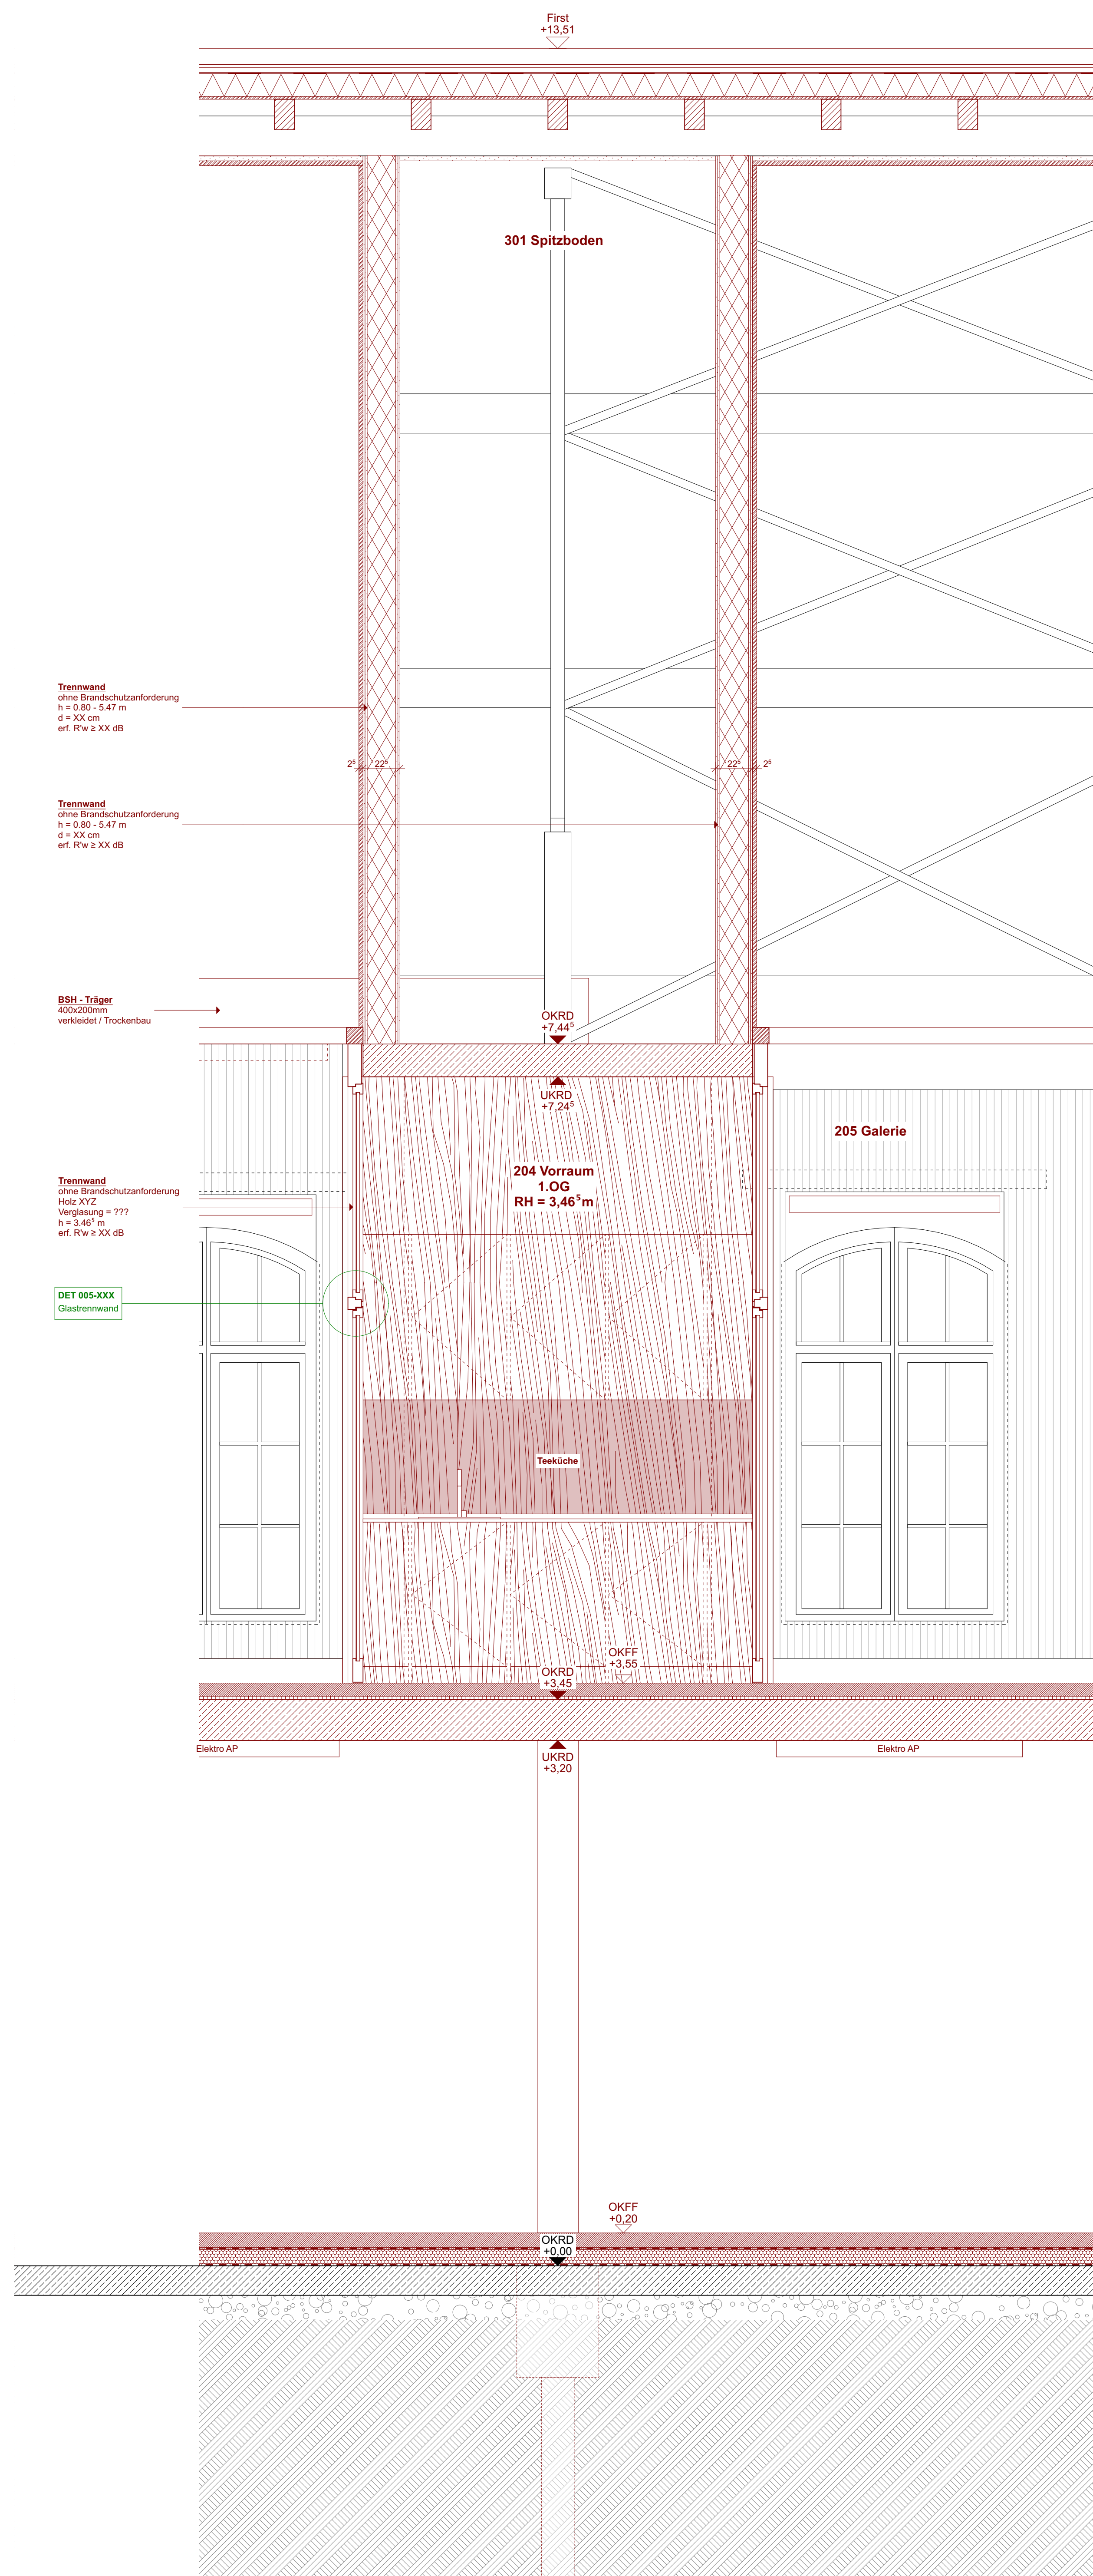 First
+13,51
301 Spitzboden
Trennwand
ohne Brandschutzanforderung
h = 0.80 - 5.47 m
d = XX cm
erf. R'w ≥ XX dB
2⁵ 22⁵ 22⁵ 2⁵
Trennwand
ohne Brandschutzanforderung
h = 0.80 - 5.47 m
d = XX cm
erf. R'w ≥ XX dB
BSH - Träger
400x200mm
verkleidet / Trockenbau
OKRD
+7,44⁵
UKRD
+7,24⁵
205 Galerie
204 Vorraum
1.OG
RH = 3,46⁵m
Trennwand
ohne Brandschutzanforderung
Holz XYZ
Verglasung = ???
h = 3.46⁵ m
erf. R'w ≥ XX dB
DET 005-XXX
Glastrennwand
Teeküche
OKFF
+3,55
OKRD
+3,45
Elektro AP
Elektro AP
UKRD
+3,20
OKFF
+0,20
OKRD
+0,00